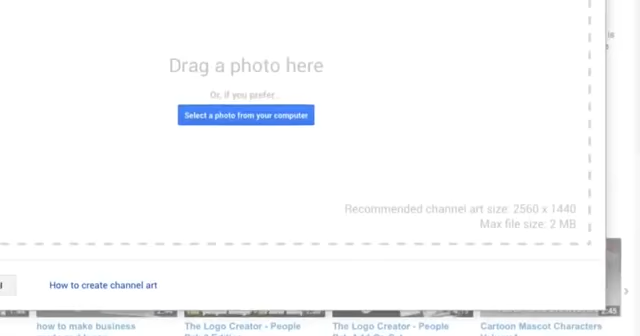 Drag a photo here
Or, if you prefer...
Select a photo from your computer
Recommended channel art size: 2560 x 1440
Max file size: 2 MB
How to create channel art
2:45
how to make business
The Logo Creator - People
The Logo Creator - People
Cartoon Mascot Characters